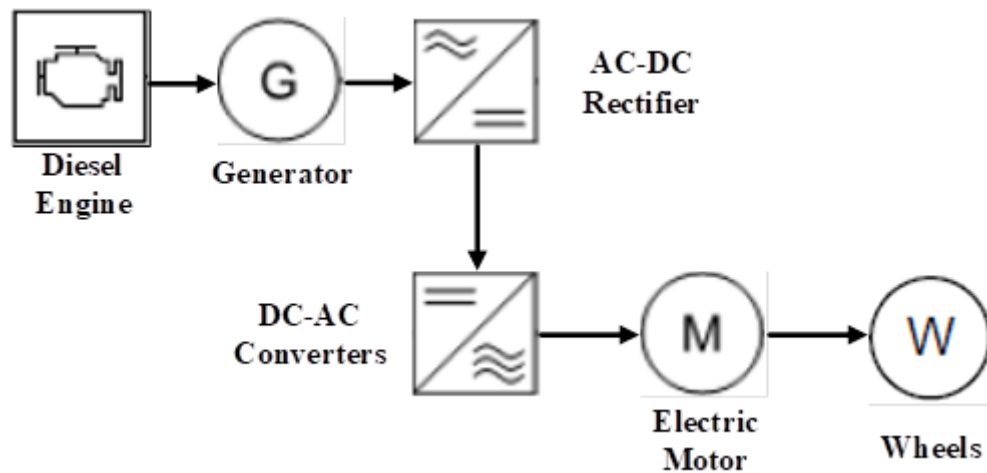 G
AC-DC
Rectifier
Diesel
Engine
Generator
DC-AC
Converters
M
W
Electric
Motor
Wheels